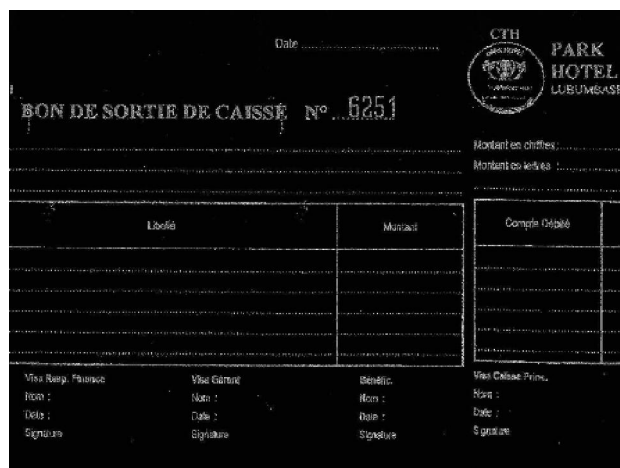 Date
CTH
PARK
HOTEL
BON DE SORTIE DE CAISSE N° 6251
LUBUMBASHI
Montant en chiffres :
Montant en lettres :
Libellé Montant Compte Débité
Visa Resp. Finance Visa Gérant Bénéfic. Visa Caisse Princ.
Nom : Nom : Nom : Nom :
Date : Date : Date : Date :
Signature Signature Signature Signature